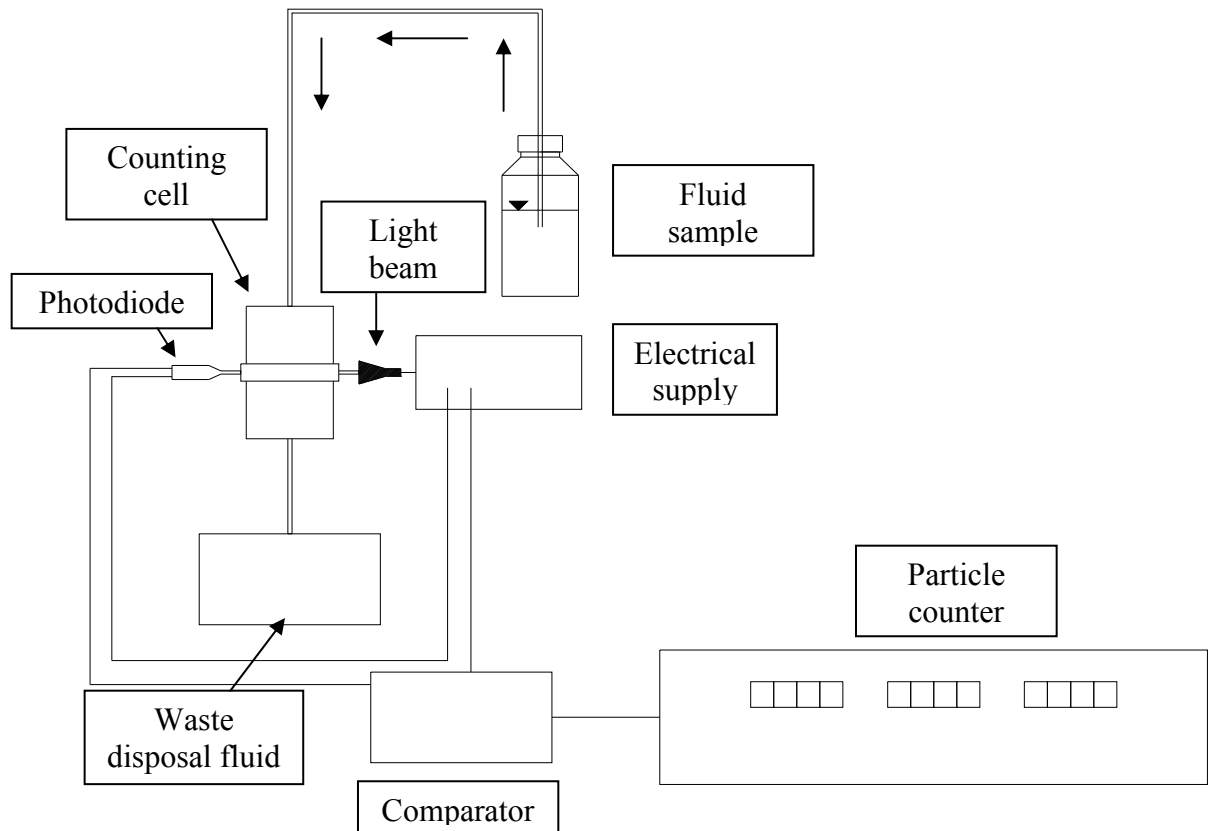 Counting
cell
Light
beam
Fluid
sample
Photodiode
Electrical
supply
Particle
counter
Waste
disposal fluid
Comparator